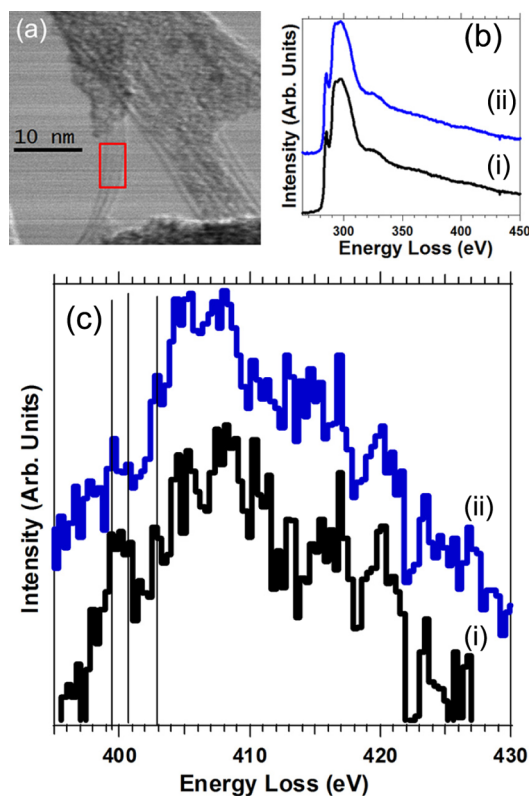 (a)
10 nm
(b)
(ii)
(i)
Intensity (Arb. Units)
300 350 400 450
Energy Loss (eV)
(c)
(ii)
(i)
Intensity (Arb. Units)
400 410 420 430
Energy Loss (eV)